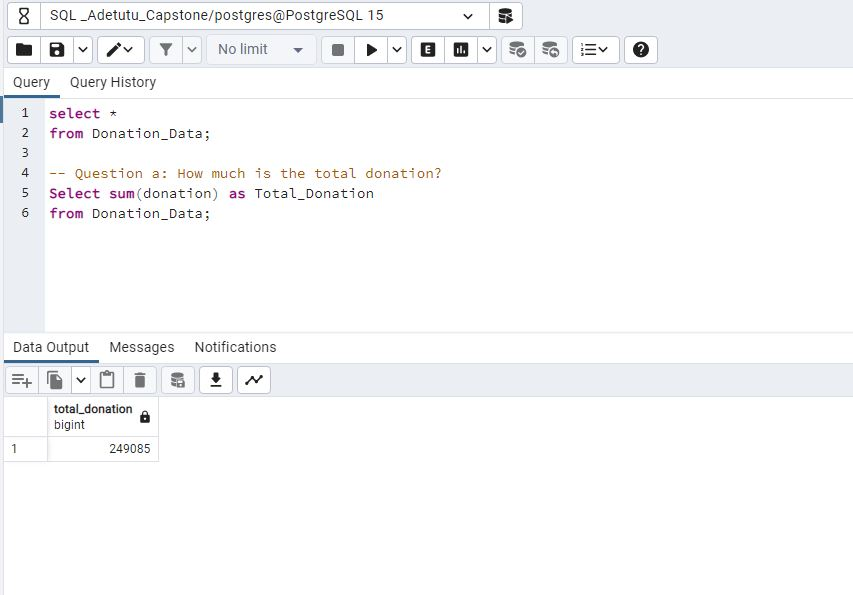 SQL _Adetutu_Capstone/postgres@PostgreSQL 15
No limit
E
Query Query History
1 select *
2 from Donation_Data;
3
4 -- Question a: How much is the total donation?
5 Select sum(donation) as Total_Donation
6 from Donation_Data;
Data Output Messages Notifications
total_donation
bigint
1 249085